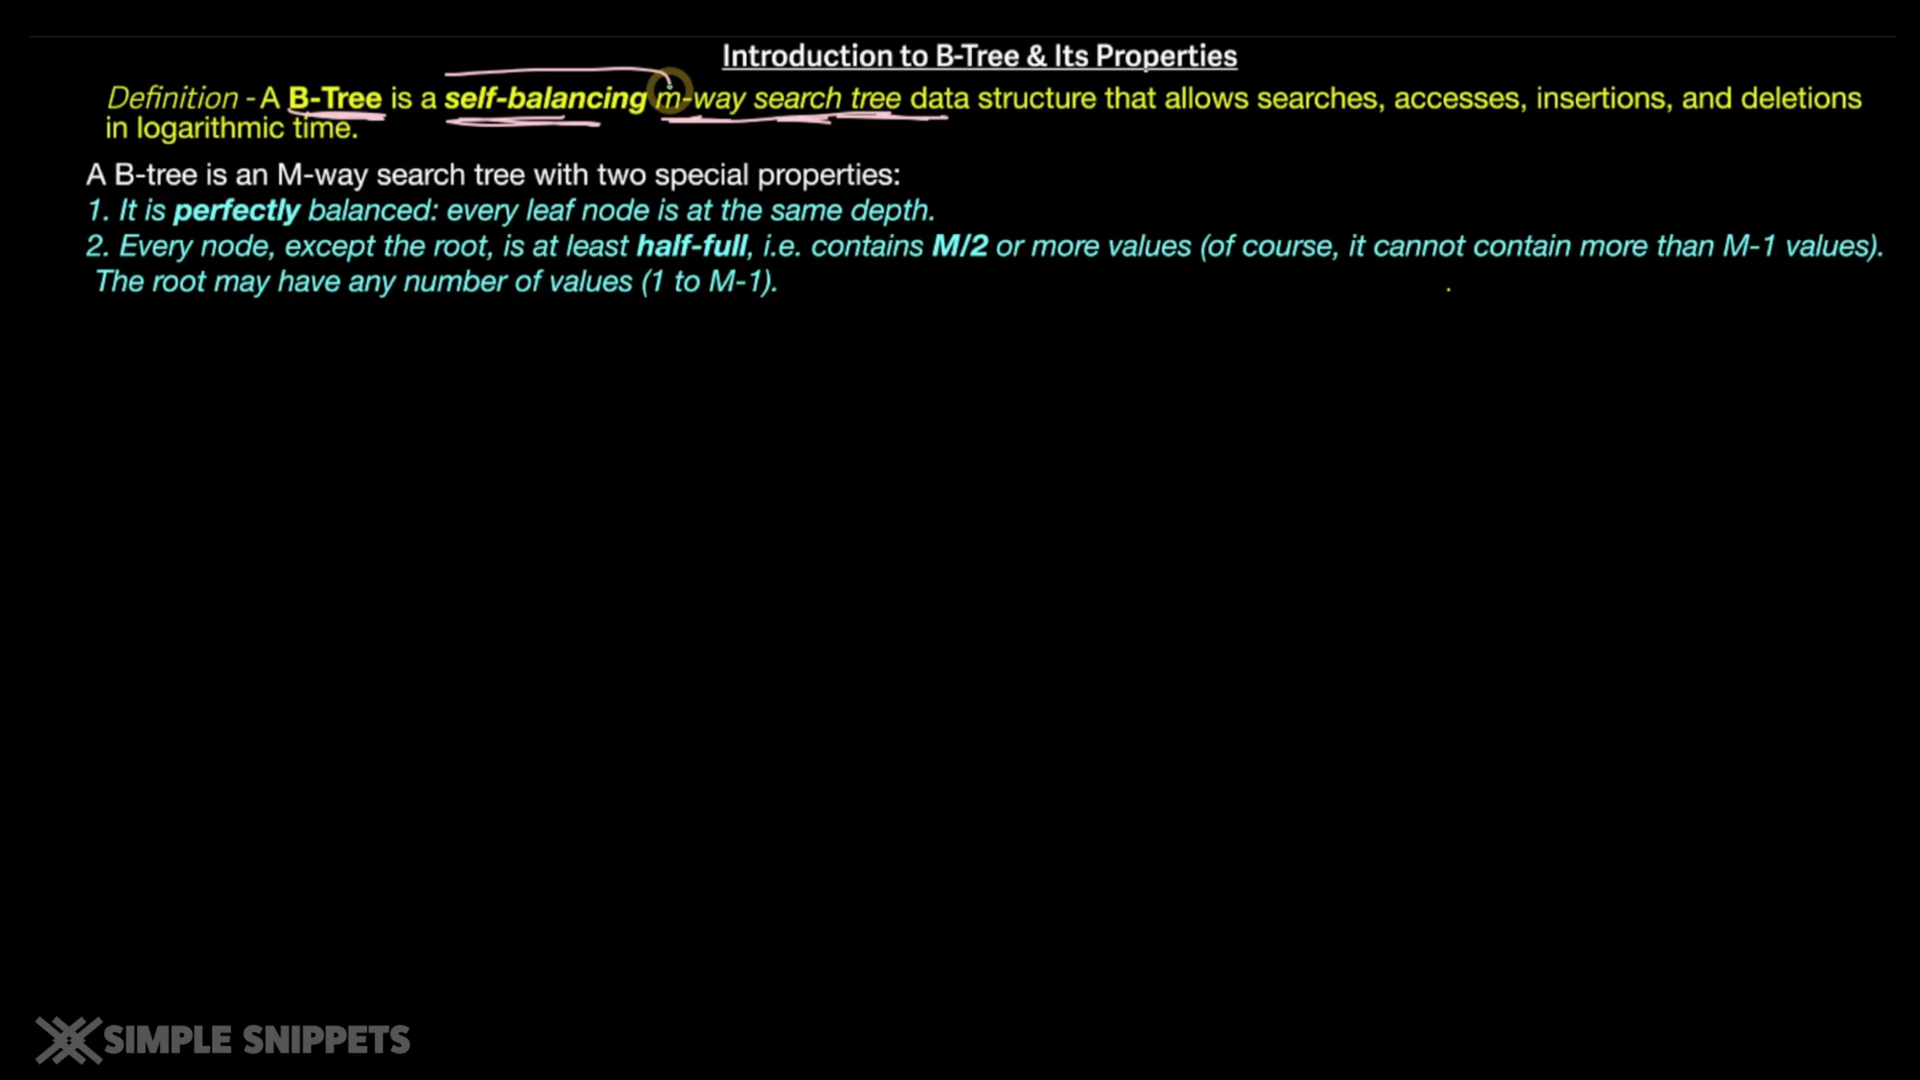 Introduction to B-Tree & Its Properties
Definition - A B-Tree is a self-balancing m-way search tree data structure that allows searches, accesses, insertions, and deletions
in logarithmic time.
A B-tree is an M-way search tree with two special properties:
1. It is perfectly balanced: every leaf node is at the same depth.
2. Every node, except the root, is at least half-full, i.e. contains M/2 or more values (of course, it cannot contain more than M-1 values).
The root may have any number of values (1 to M-1).
SIMPLE SNIPPETS